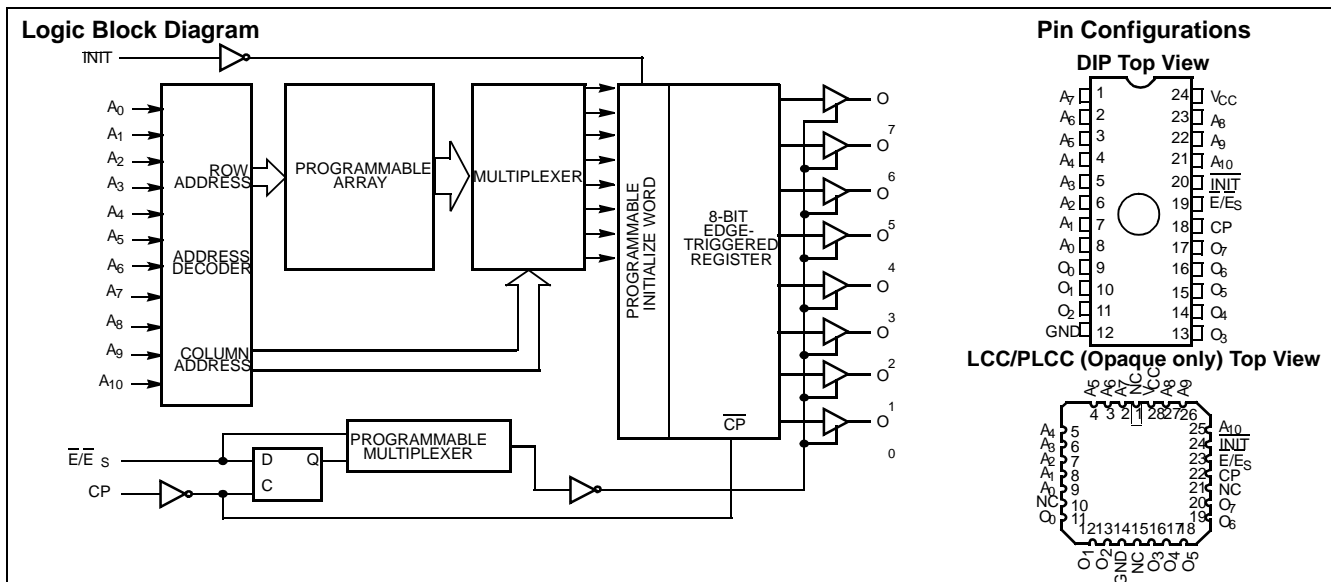 Logic Block Diagram
INIT
A0
A1
A2
A3
A4
A5
A6
A7
A8
A9
A10
ROW
ADDRESS
ADDRESS
DECODER
COLUMN
ADDRESS
PROGRAMMABLE
ARRAY
MULTIPLEXER
PROGRAMMABLE
INITIALIZE WORD
8-BIT
EDGE-
TRIGGERED
REGISTER
CP
O
7
O
6
O
5
O
4
O
3
O
2
O
1
O
0
E/ES
CP
D
Q
C
PROGRAMMABLE
MULTIPLEXER
Pin Configurations
DIP Top View
A7 1 24 VCC
A6 2 23 A8
A5 3 22 A9
A4 4 21 A10
A3 5 20 INIT
A2 6 19 E/ES
A1 7 18 CP
A0 8 17 O7
O0 9 16 O6
O1 10 15 O5
O2 11 14 O4
GND 12 13 O3
LCC/PLCC (Opaque only) Top View
A5 A6 A7 NC VCC A8 A9
4 3 2 1 28 27 26
A4 5 25 A10
A3 6 24 INIT
A2 7 23 E/ES
A1 8 22 CP
A0 9 21 NC
NC 10 20 O7
O0 11 19 O6
12 13 14 15 16 17 18
O1 O2 GND NC O3 O4 O5